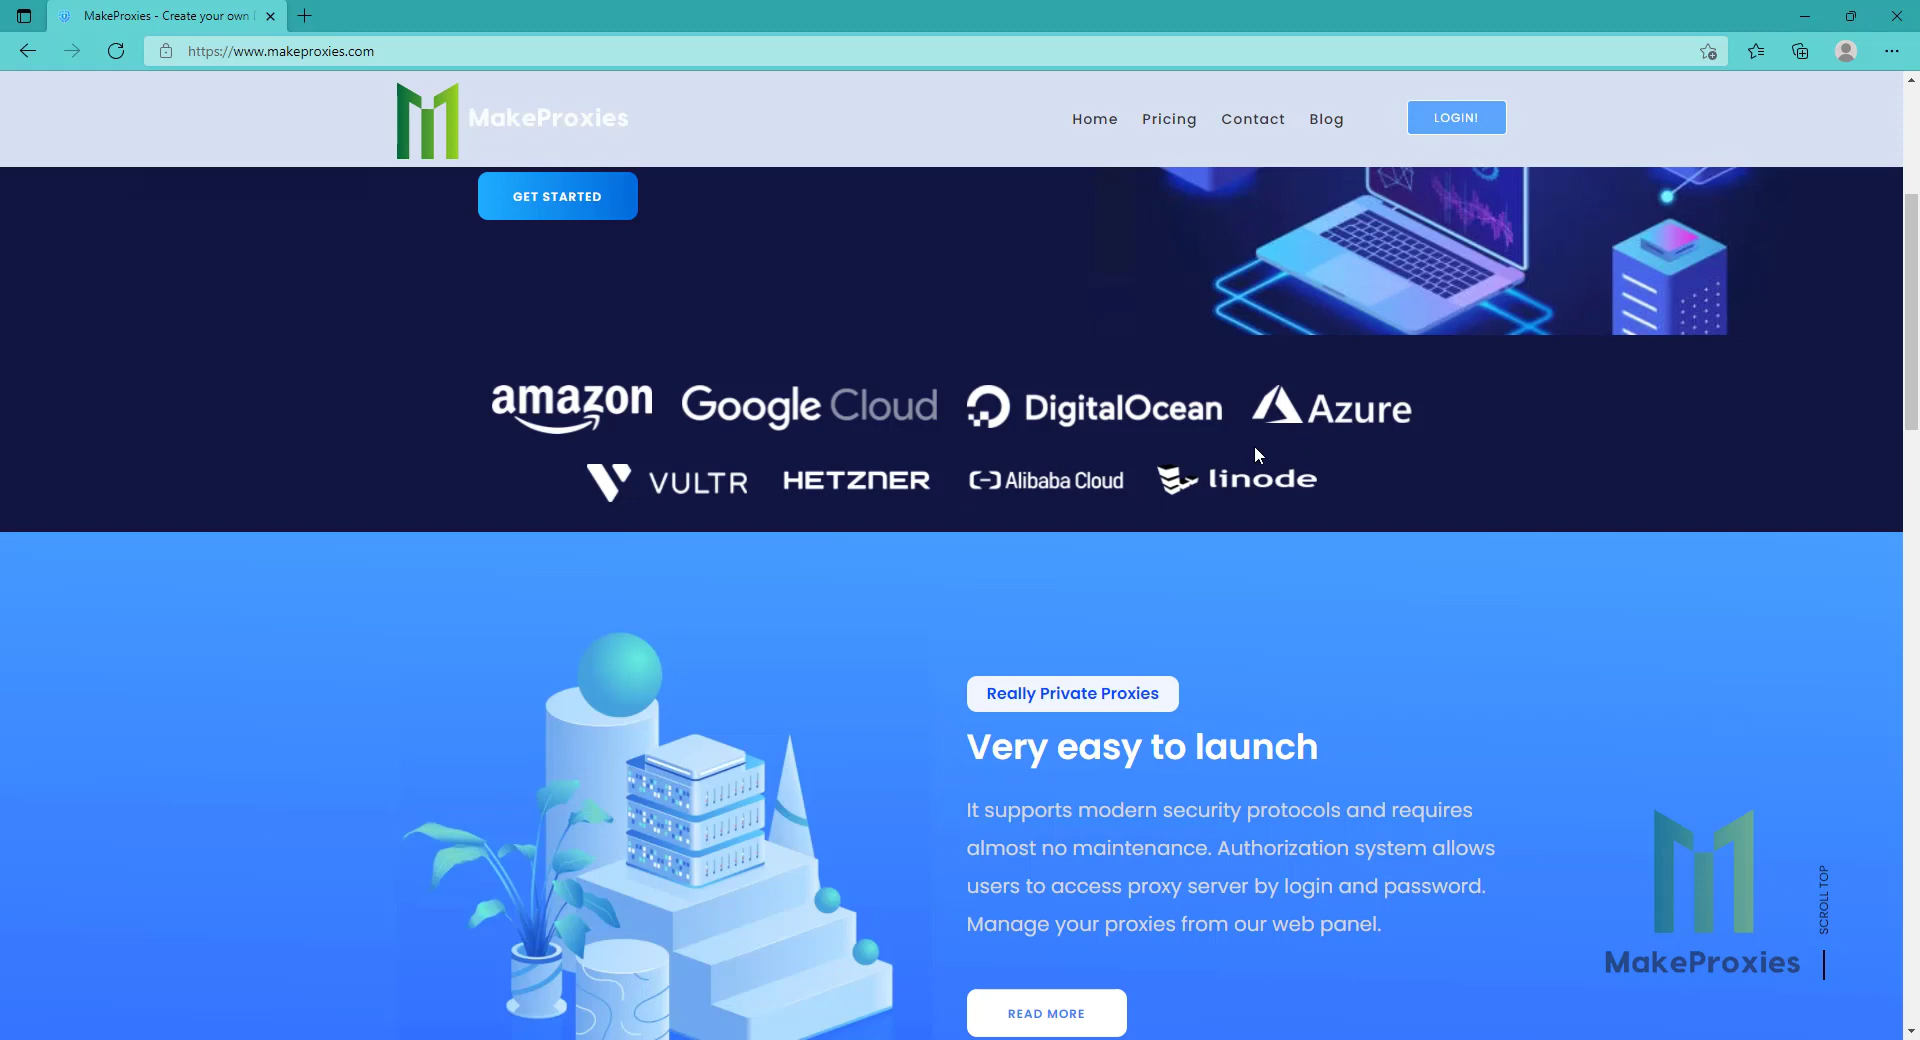 MakeProxies - Create your own
https://www.makeproxies.com
MakeProxies
Home Pricing Contact Blog LOGIN!
GET STARTED
amazon Google Cloud DigitalOcean Azure
VULTR HETZNER Alibaba Cloud linode
Really Private Proxies
Very easy to launch
It supports modern security protocols and requires
almost no maintenance. Authorization system allows
users to access proxy server by login and password.
Manage your proxies from our web panel.
READ MORE
SCROLL TOP
MakeProxies